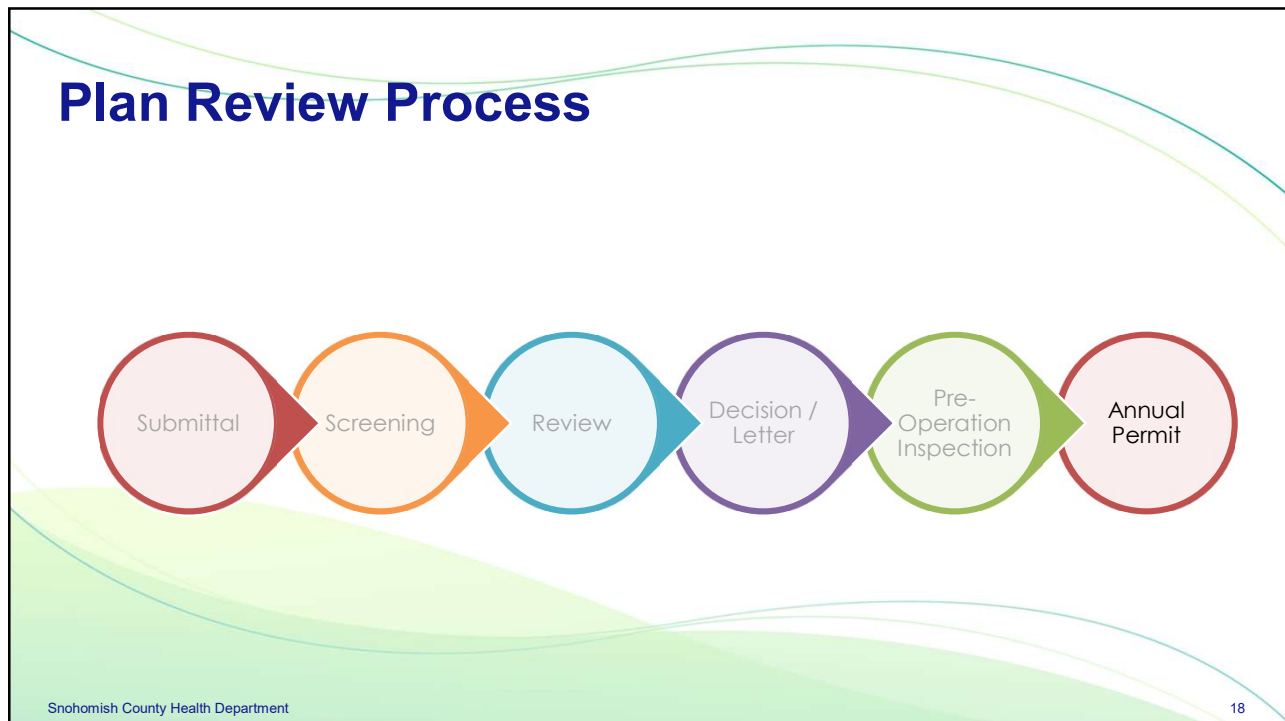 Plan Review Process
Submittal
Screening
Review
Decision /
Letter
Pre-
Operation
Inspection
Annual
Permit
Snohomish County Health Department
18